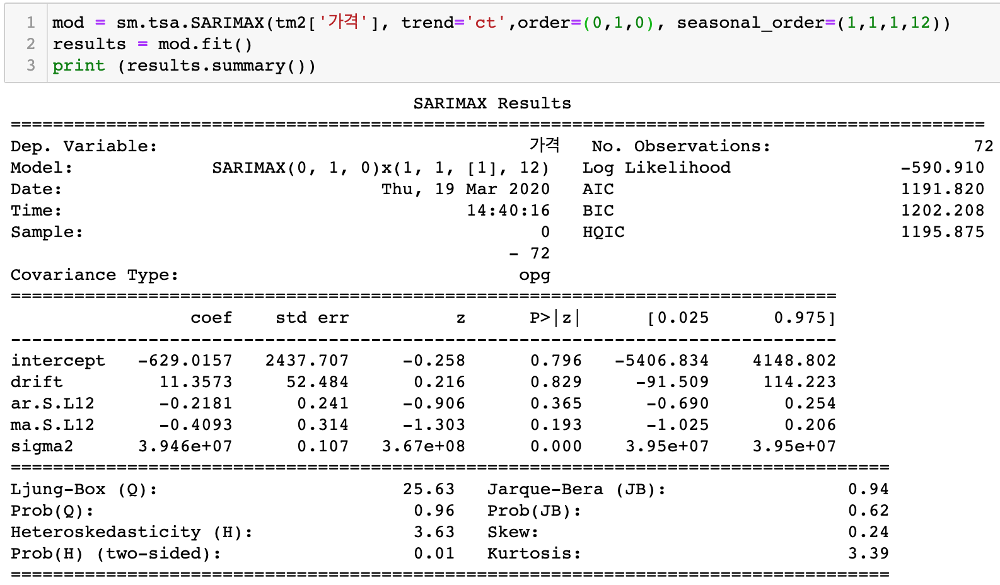 1 mod = sm.tsa.SARIMAX(tm2['가격'], trend='ct',order=(0,1,0), seasonal_order=(1,1,1,12))
2 results = mod.fit()
3 print (results.summary())
SARIMAX Results
============================================================================================
Dep. Variable: 가격 No. Observations: 72
Model: SARIMAX(0, 1, 0)x(1, 1, [1], 12) Log Likelihood -590.910
Date: Thu, 19 Mar 2020 AIC 1191.820
Time: 14:40:16 BIC 1202.208
Sample: 0 HQIC 1195.875
- 72
Covariance Type: opg
==============================================================================
coef std err z P>|z| [0.025 0.975]
------------------------------------------------------------------------------
intercept -629.0157 2437.707 -0.258 0.796 -5406.834 4148.802
drift 11.3573 52.484 0.216 0.829 -91.509 114.223
ar.S.L12 -0.2181 0.241 -0.906 0.365 -0.690 0.254
ma.S.L12 -0.4093 0.314 -1.303 0.193 -1.025 0.206
sigma2 3.946e+07 0.107 3.67e+08 0.000 3.95e+07 3.95e+07
===================================================================================
Ljung-Box (Q): 25.63 Jarque-Bera (JB): 0.94
Prob(Q): 0.96 Prob(JB): 0.62
Heteroskedasticity (H): 3.63 Skew: 0.24
Prob(H) (two-sided): 0.01 Kurtosis: 3.39
===================================================================================